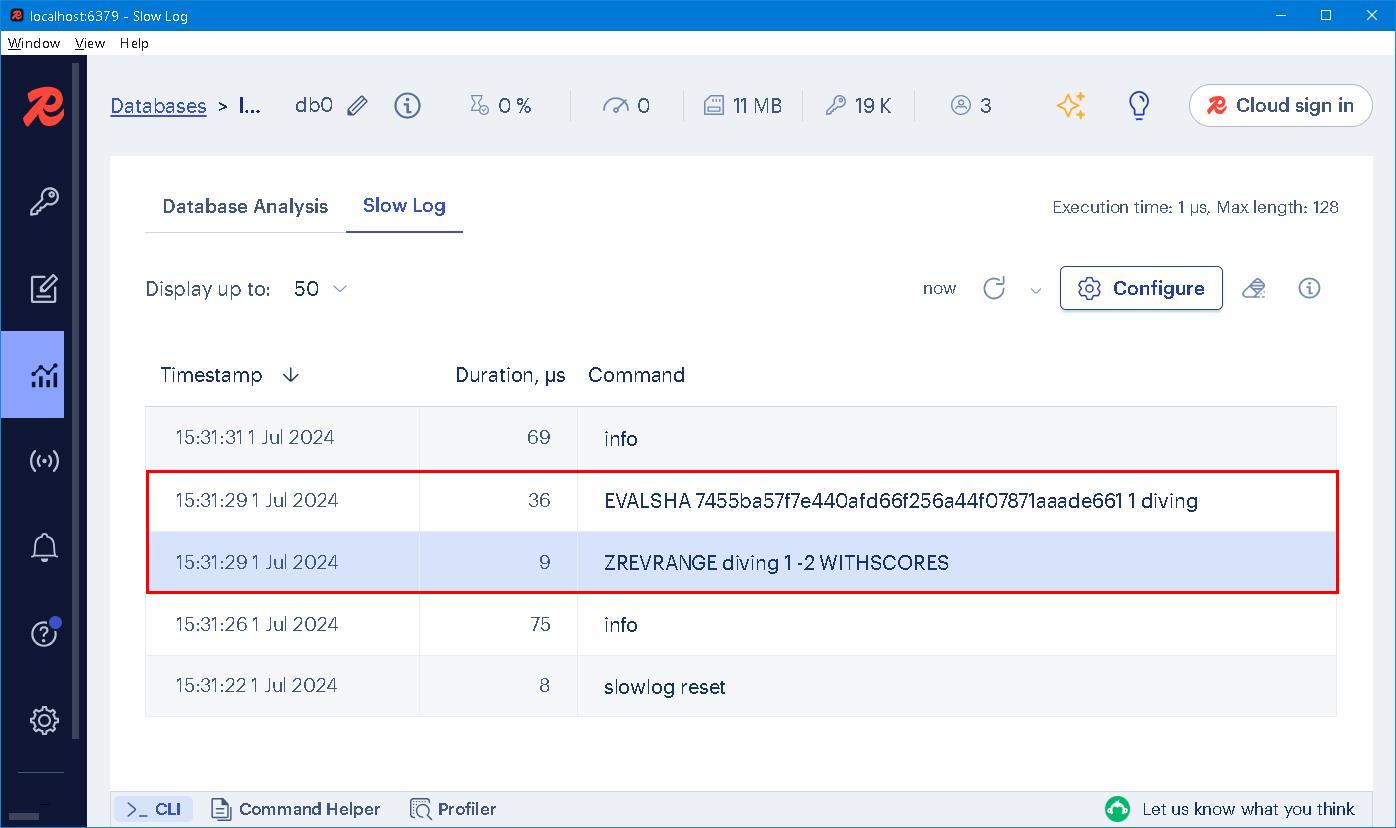 localhost:6379 - Slow Log
Window View Help
Databases > l... db0 0 % 0 11 MB 19 K 3 Cloud sign in
Database Analysis Slow Log Execution time: 1 µs, Max length: 128
Display up to: 50 now Configure
Timestamp Duration, µs Command
15:31:31 1 Jul 2024 69 info
15:31:29 1 Jul 2024 36 EVALSHA 7455ba57f7e440afd66f256a44f07871aaade661 1 diving
15:31:29 1 Jul 2024 9 ZREVRANGE diving 1 -2 WITHSCORES
15:31:26 1 Jul 2024 75 info
15:31:22 1 Jul 2024 8 slowlog reset
>_ CLI Command Helper Profiler Let us know what you think